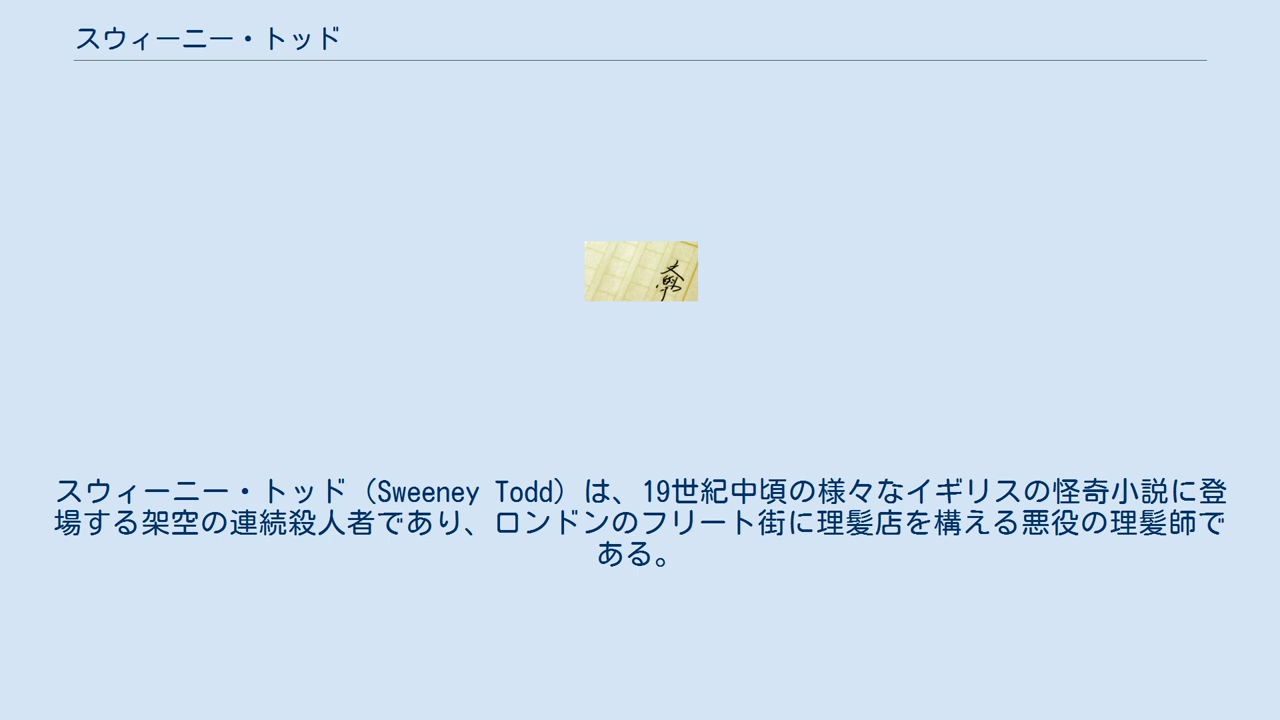 スウィーニー・トッド
スウィーニー・トッド（Sweeney Todd）は、19世紀中頃の様々なイギリスの怪奇小説に登
場する架空の連続殺人者であり、ロンドンのフリート街に理髪店を構える悪役の理髪師で
ある。